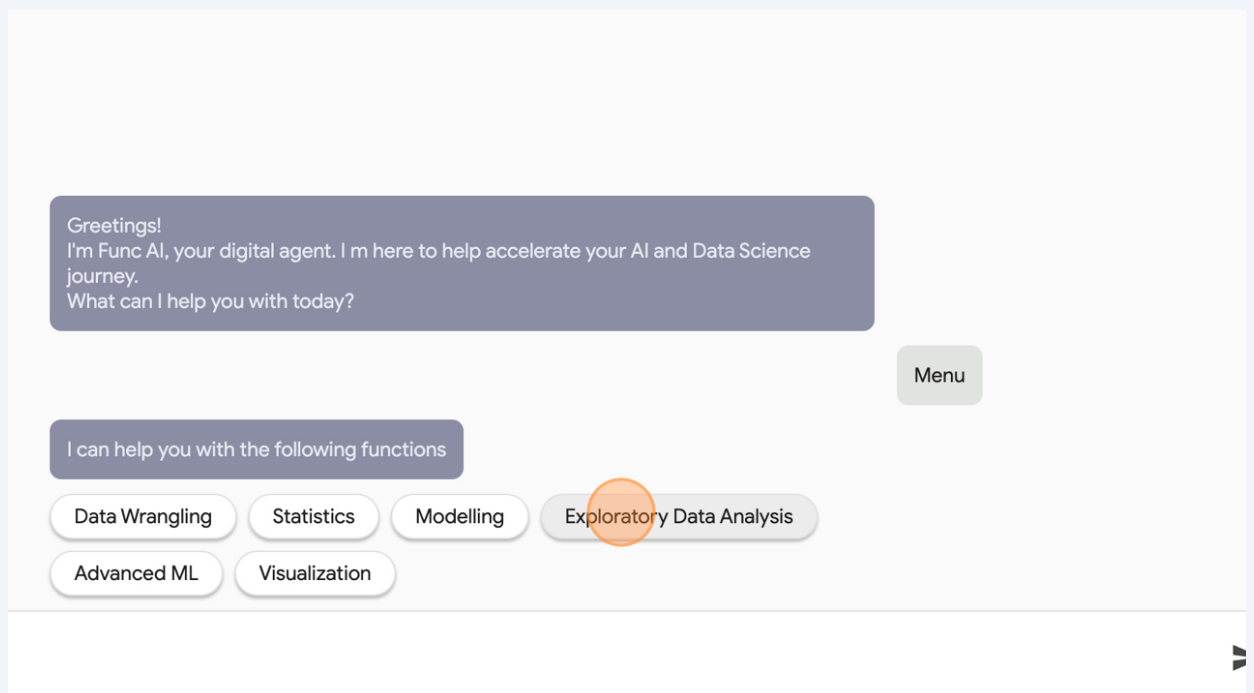 Greetings!
I'm Func AI, your digital agent. I m here to help accelerate your AI and Data Science
journey.
What can I help you with today?
Menu
I can help you with the following functions
Data Wrangling
Statistics
Modelling
Exploratory Data Analysis
Advanced ML
Visualization